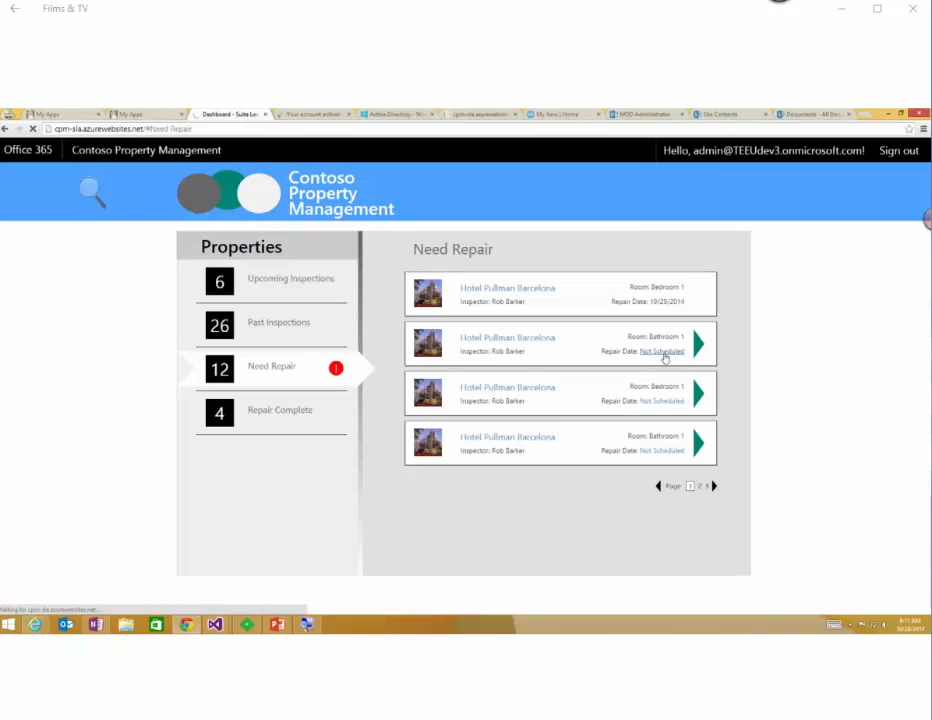 Films & TV
My Apps
My Apps
Dashboard - Suite Le
Your account activat
Active Directory - Wi
cpm-sla.azurewebsit
My Xero | Home
MOD Administrator
Site Contents
Documents - All Do
cpm-sla.azurewebsites.net/#Need Repair
Office 365
Contoso Property Management
Hello, admin@TEEUdev3.onmicrosoft.com!
Sign out
Contoso
Property
Management
Properties
6
Upcoming Inspections
26
Past Inspections
12
Need Repair
!
4
Repair Complete
Need Repair
Hotel Pullman Barcelona
Room: Bedroom 1
Inspector: Rob Barker
Repair Date: 10/29/2014
Hotel Pullman Barcelona
Room: Bathroom 1
Inspector: Rob Barker
Repair Date: Not Scheduled
Hotel Pullman Barcelona
Room: Bedroom 1
Inspector: Rob Barker
Repair Date: Not Scheduled
Hotel Pullman Barcelona
Room: Bathroom 1
Inspector: Rob Barker
Repair Date: Not Scheduled
Page 1 2 3
Waiting for cpm-sla.azurewebsites.net...
6:11 AM
10/28/2014